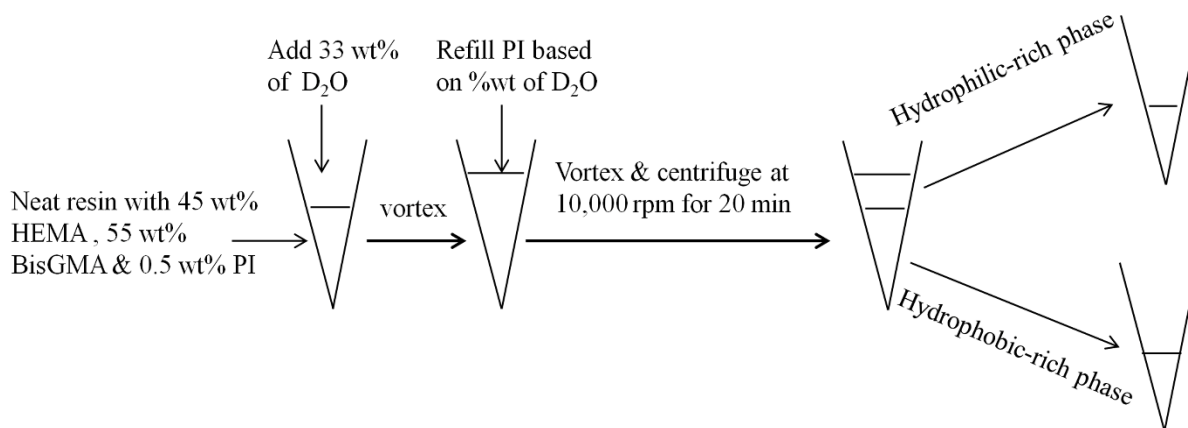 Neat resin with 45 wt%
HEMA , 55 wt%
BisGMA & 0.5 wt% PI
Add 33 wt%
of D₂O
vortex
Refill PI based
on %wt of D₂O
Vortex & centrifuge at
10,000 rpm for 20 min
Hydrophilic-rich phase
Hydrophobic-rich phase